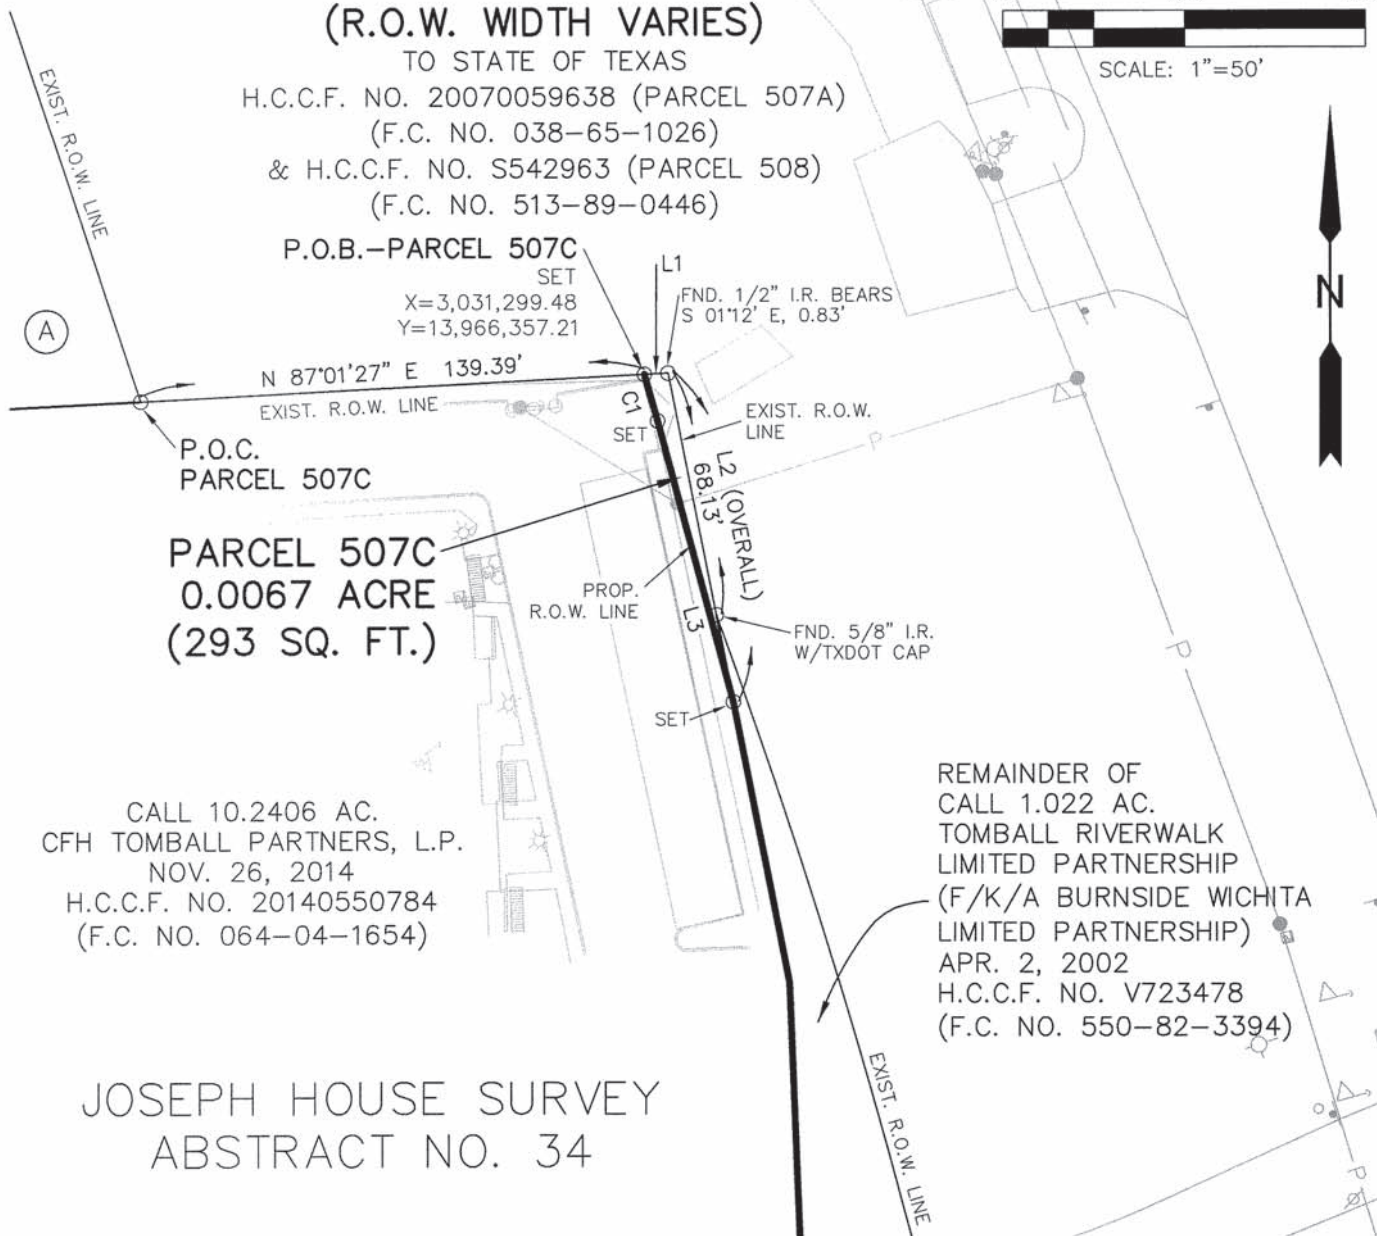 (R.O.W. WIDTH VARIES)
TO STATE OF TEXAS
H.C.C.F. NO. 20070059638 (PARCEL 507A)
(F.C. NO. 038-65-1026)
& H.C.C.F. NO. S542963 (PARCEL 508)
(F.C. NO. 513-89-0446)
SCALE: 1"=50'
N
EXIST. R.O.W. LINE
A
P.O.B.-PARCEL 507C
SET
X=3,031,299.48
Y=13,966,357.21
L1
FND. 1/2" I.R. BEARS
S 01°12' E, 0.83'
N 87°01'27" E 139.39'
EXIST. R.O.W. LINE
C1
SET
EXIST. R.O.W.
LINE
P
P.O.C.
PARCEL 507C
L2 (OVERALL)
68.13'
PARCEL 507C
0.0067 ACRE
(293 SQ. FT.)
PROP.
R.O.W. LINE
L3
FND. 5/8" I.R.
W/TXDOT CAP
P
SET
CALL 10.2406 AC.
CFH TOMBALL PARTNERS, L.P.
NOV. 26, 2014
H.C.C.F. NO. 20140550784
(F.C. NO. 064-04-1654)
REMAINDER OF
CALL 1.022 AC.
TOMBALL RIVERWALK
LIMITED PARTNERSHIP
(F/K/A BURNSIDE WICHITA
LIMITED PARTNERSHIP)
APR. 2, 2002
H.C.C.F. NO. V723478
(F.C. NO. 550-82-3394)
EXIST. R.O.W. LINE
JOSEPH HOUSE SURVEY
ABSTRACT NO. 34
P